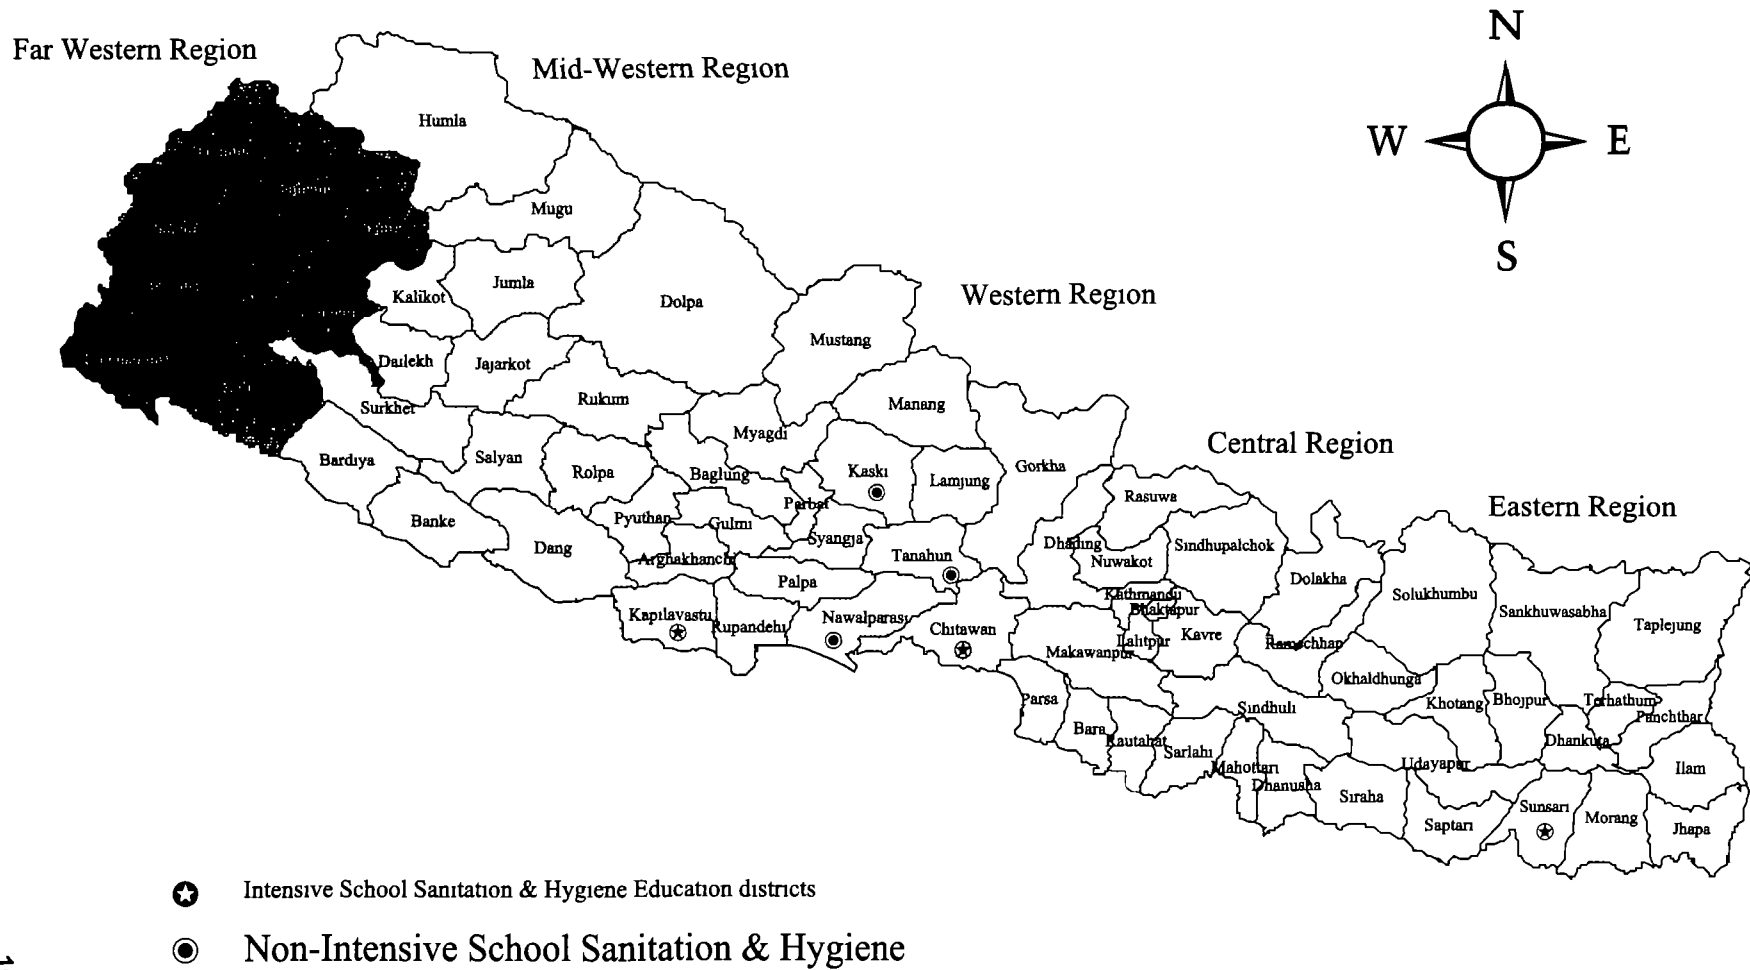 N
Far Western Region
Mid-Western Region
Humla
W
E
Mugu
S
Jumla
Kalikot
Dolpa
Western Region
Mustang
Dailekh
Jajarkot
Rukum
Surkhet
Manang
Myagdi
Central Region
Bardiya
Salyan
Rolpa
Baglung
Kaski
Lamjung
Gorkha
Rasuwa
Parbat
Eastern Region
Banke
Pyuthan
Gulmi
Syangja
Dhading
Sindhupalchok
Dang
Arghakhanchi
Tanahun
Nuwakot
Palpa
Dolakha
Kathmandu
Solukhumbu
Bhaktapur
Sankhuwasabha
Kapilavastu
Rupandehi
Nawalparasi
Chitawan
Taplejung
Lalitpur
Kavre
Makawanpur
Ramechhap
Okhaldhunga
Parsa
Sindhuli
Khotang
Bhojpur
Terhathum
Panchthar
Bara
Rautahat
Sarlahi
Dhankuta
Mahottari
Udayapur
Ilam
Dhanusha
Siraha
Sunsari
Saptari
Morang
Jhapa
Intensive School Sanitation & Hygiene Education districts
Non-Intensive School Sanitation & Hygiene